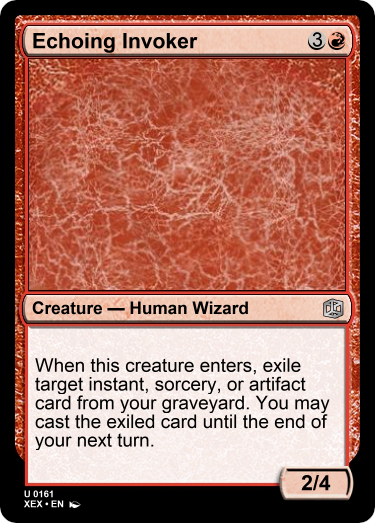 Echoing Invoker 3
Creature — Human Wizard
When this creature enters, exile
target instant, sorcery, or artifact
card from your graveyard. You may
cast the exiled card until the end of
your next turn.
2/4
U 0161
XEX • EN